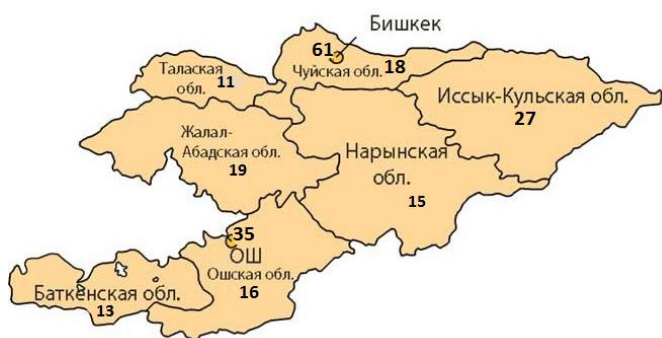 Бишкек
61
Таласская
обл. 11
Чуйская обл. 18
Иссык-Кульская обл.
27
Жалал-
Абадская обл.
19
Нарынская
обл.
15
35
ОШ
Ошская обл.
16
Баткенская обл.
13